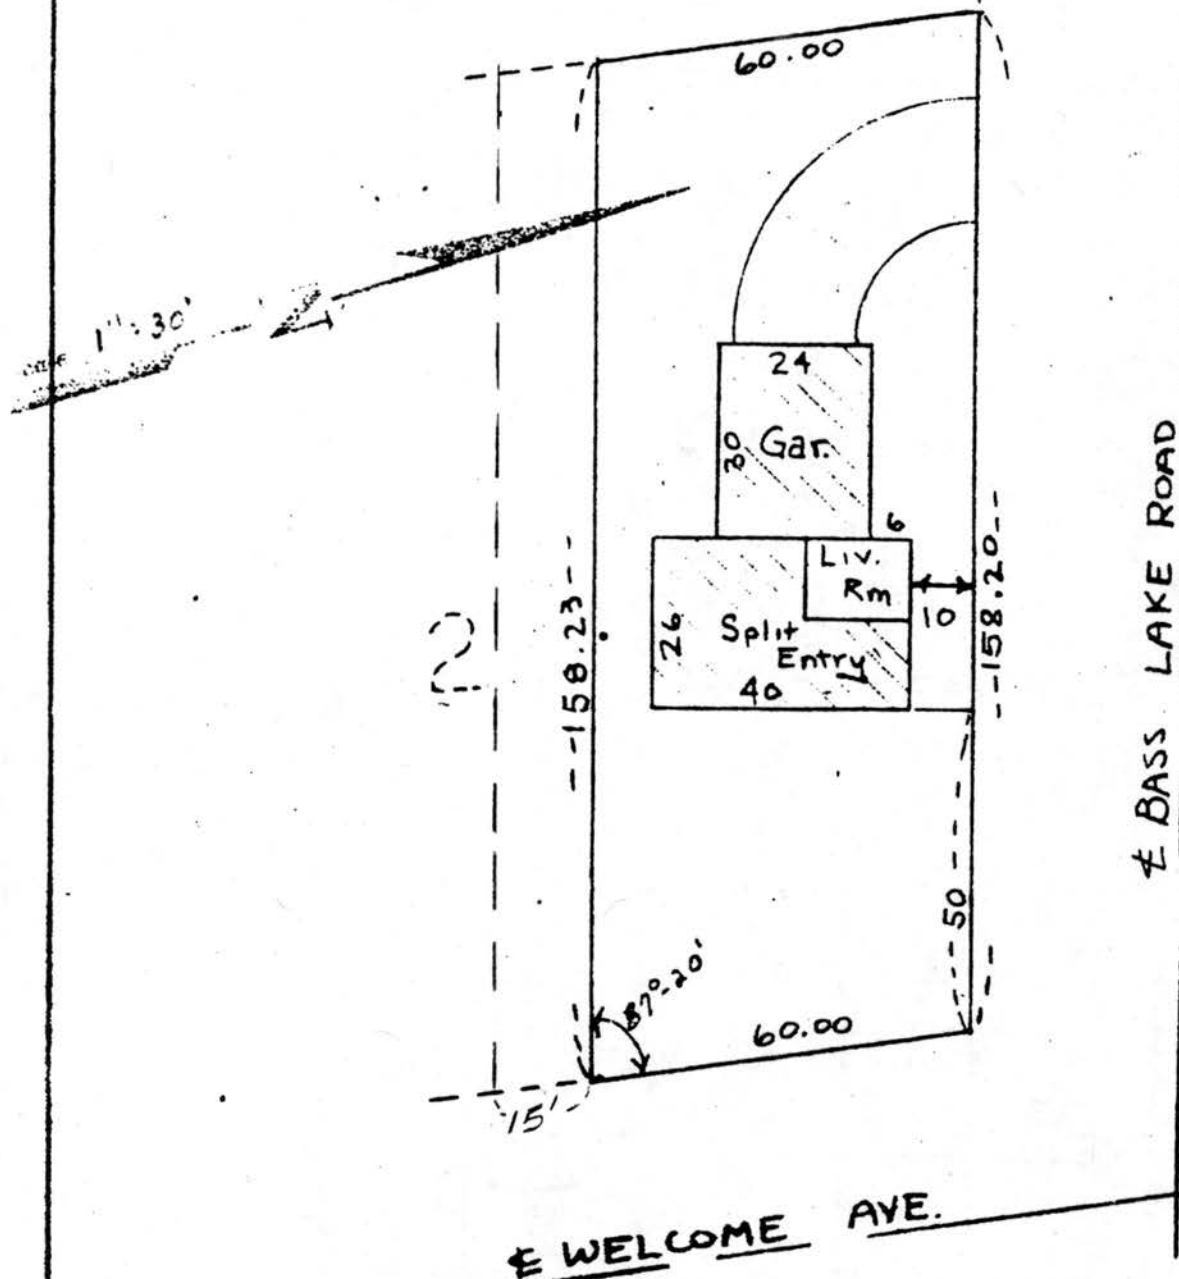 60.00
1" : 30'
24
30
Gar.
6
Liv.
Rm
10
158.20
158.23
2
26
Split
Entry
40
℄ BASS LAKE ROAD
50
87°-20'
60.00
15'
℄ WELCOME AVE.